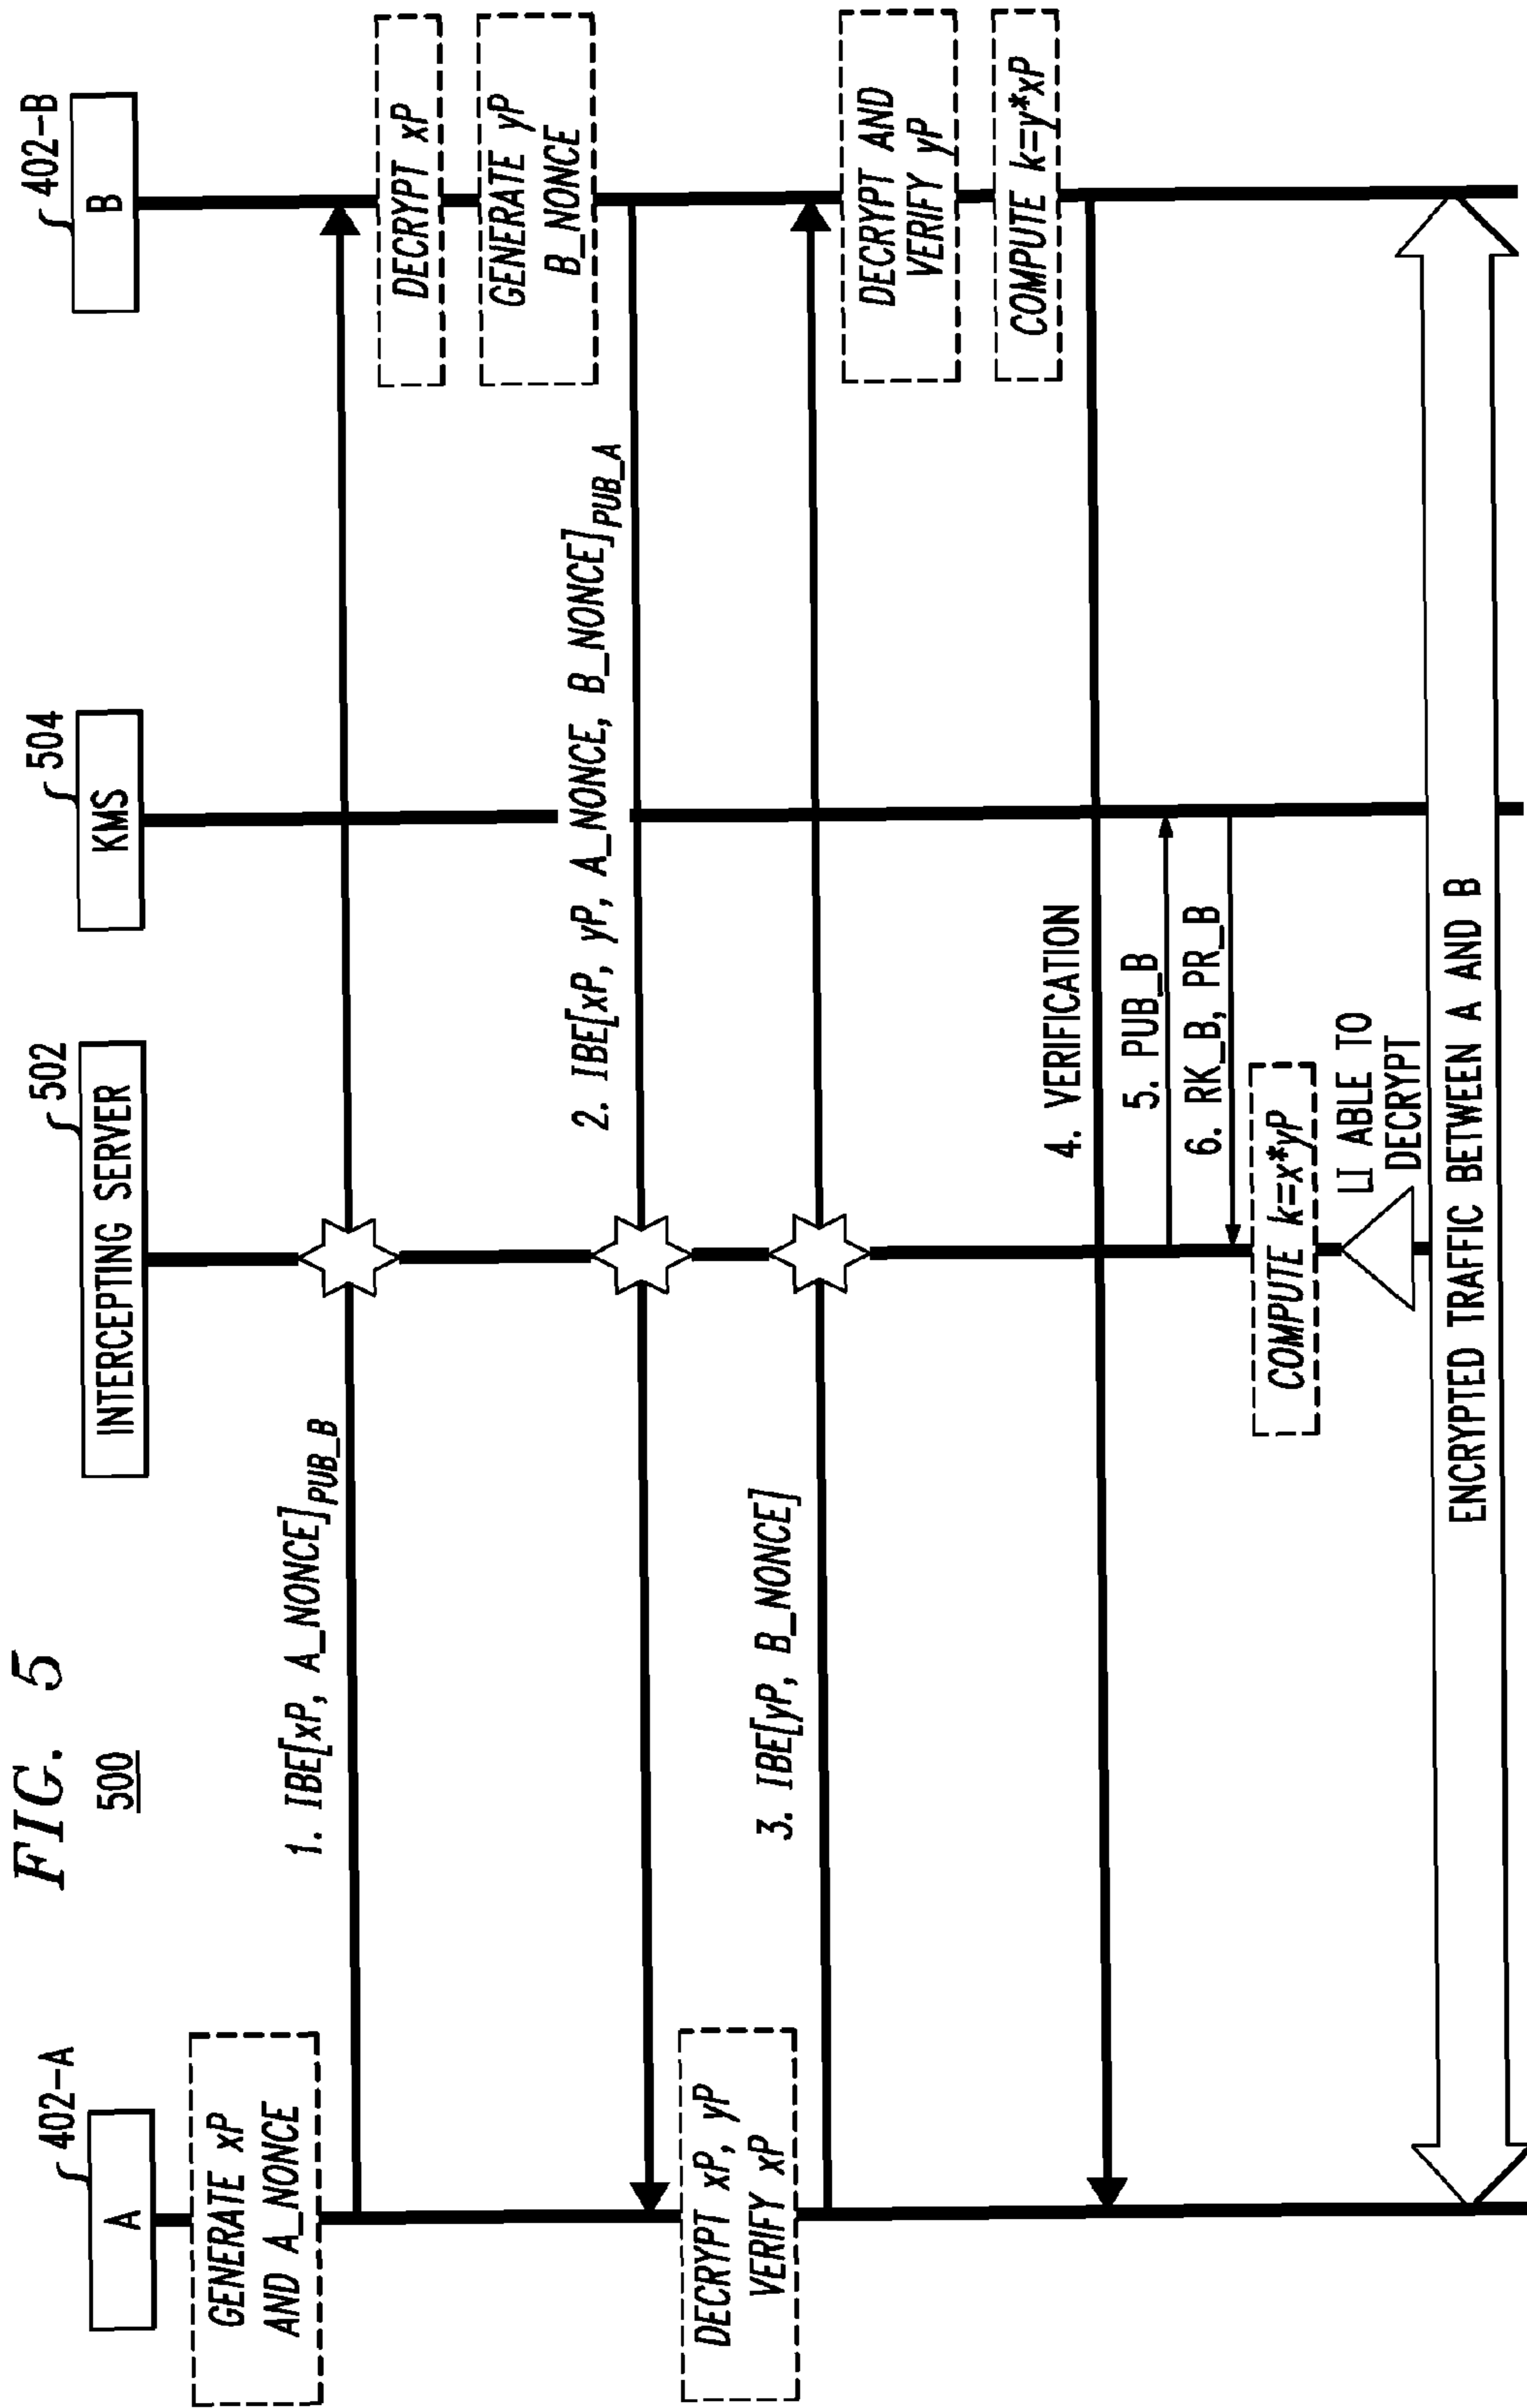 FIG. 5
500
402-A
A
502
INTERCEPTING SERVER
504
KMS
402-B
B
GENERATE xP
AND A_NONCE
1. IBE[xP, A_NONCE]PUB_B
DECRYPT xP
GENERATE yP
B_NONCE
2. IBE[xP, yP, A_NONCE, B_NONCE]PUB_A
DECRYPT xP, yP
VERIFY xP
3. IBE[yP, B_NONCE]
DECRYPT AND
VERIFY yP
COMPUTE k=y*xP
4. VERIFICATION
5. PUB_B
6. RK_B, PR_B
COMPUTE k=x*yP
LI ABLE TO
DECRYPT
ENCRYPTED TRAFFIC BETWEEN A AND B